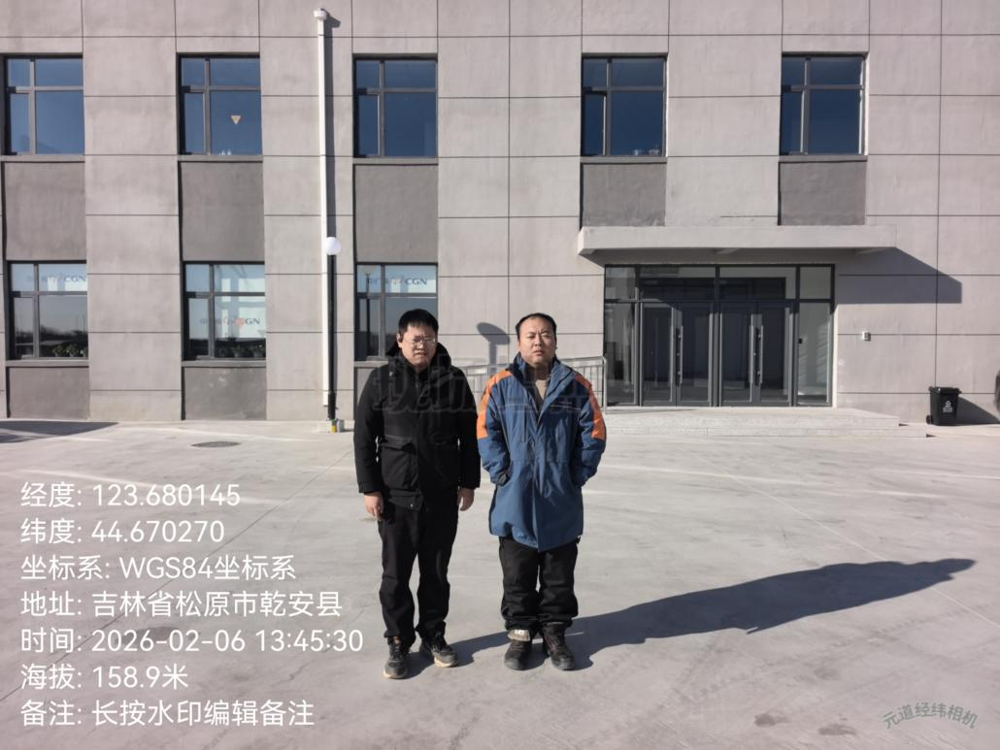 CGN
CGN
CGN
经度: 123.680145
纬度: 44.670270
坐标系: WGS84坐标系
地址: 吉林省松原市乾安县
时间: 2026-02-06 13:45:30
海拔: 158.9米
备注: 长按水印编辑备注
元道经纬相机